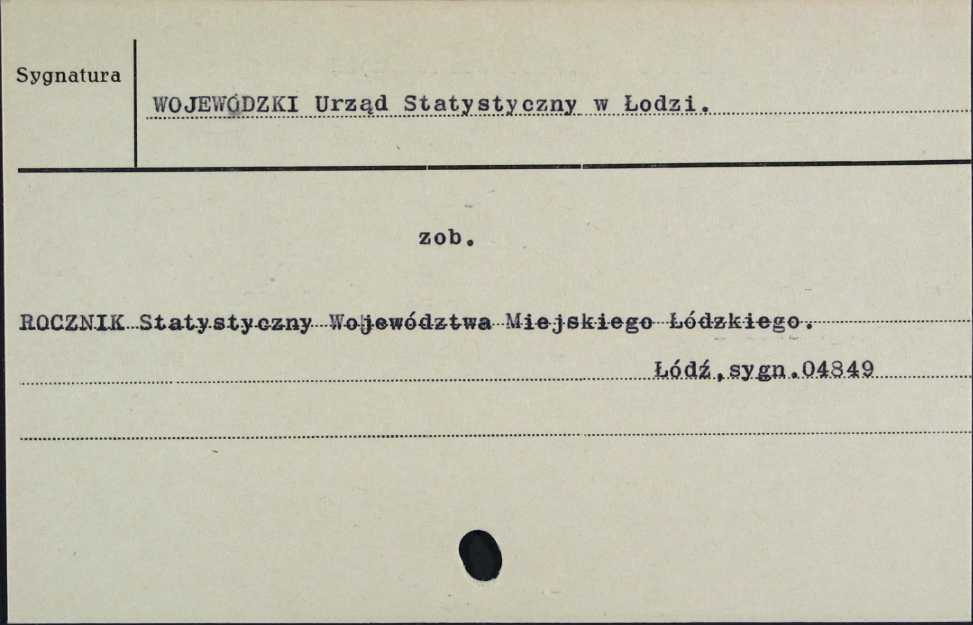 Sygnatura
WOJEWÓDZKI Urząd Statystyczny w Łodzi.
zob.
ROCZNIK Statystyczny Województwa Miejskiego Łódzkiego.
Łódź,sygn.04849